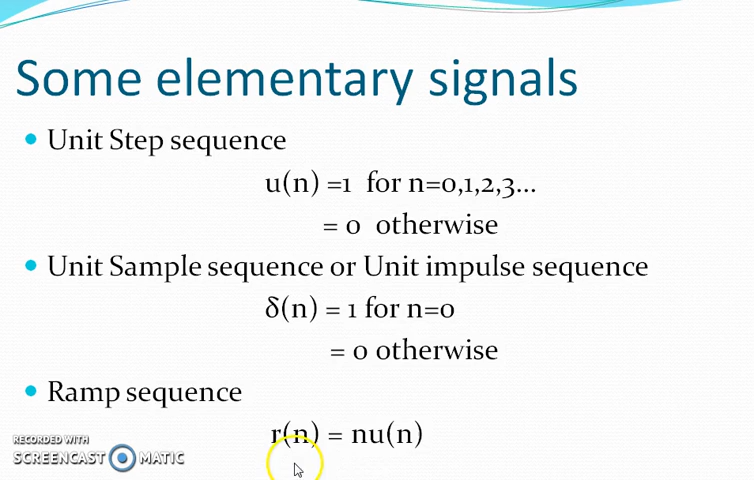 Some elementary signals
• Unit Step sequence
u(n) =1 for n=0,1,2,3...
= 0 otherwise
• Unit Sample sequence or Unit impulse sequence
δ(n) = 1 for n=0
= 0 otherwise
• Ramp sequence
r(n) = nu(n)
RECORDED WITH
SCREENCAST MATIC